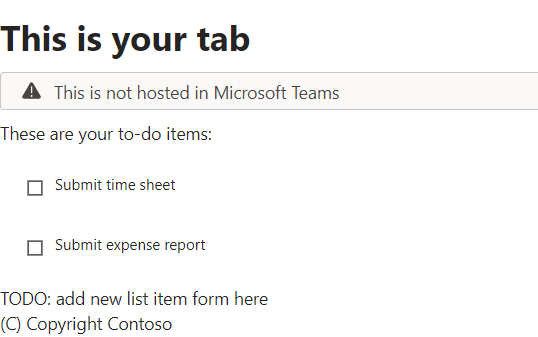 This is your tab
This is not hosted in Microsoft Teams
These are your to-do items:
Submit time sheet
Submit expense report
TODO: add new list item form here
(C) Copyright Contoso